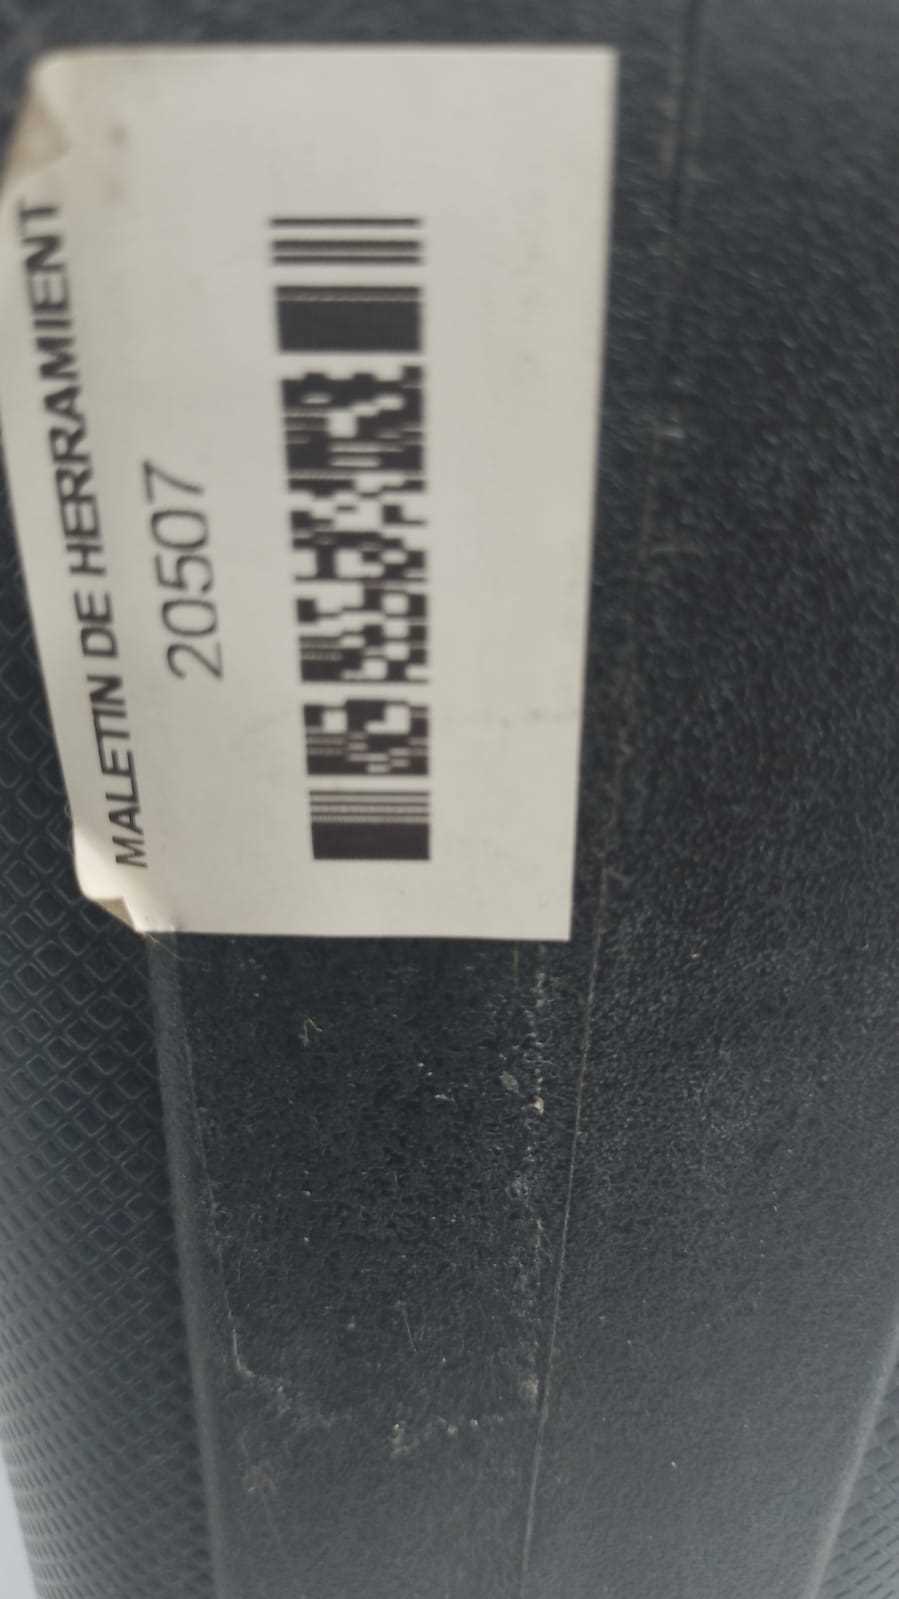 MALETIN DE HERRAMIENT
20507